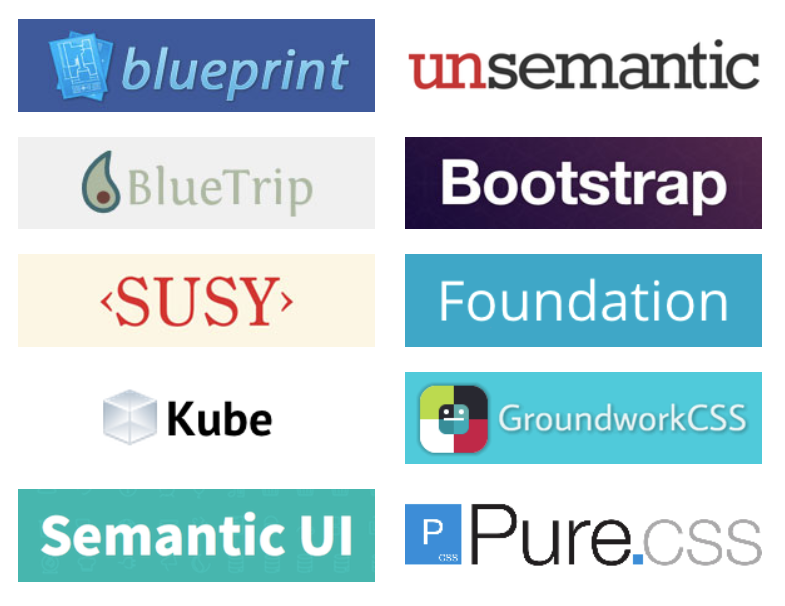 blueprint
unsemantic
BlueTrip
Bootstrap
‹SUSY›
Foundation
Kube
GroundworkCSS
Semantic UI
P
CSS
Pure.css